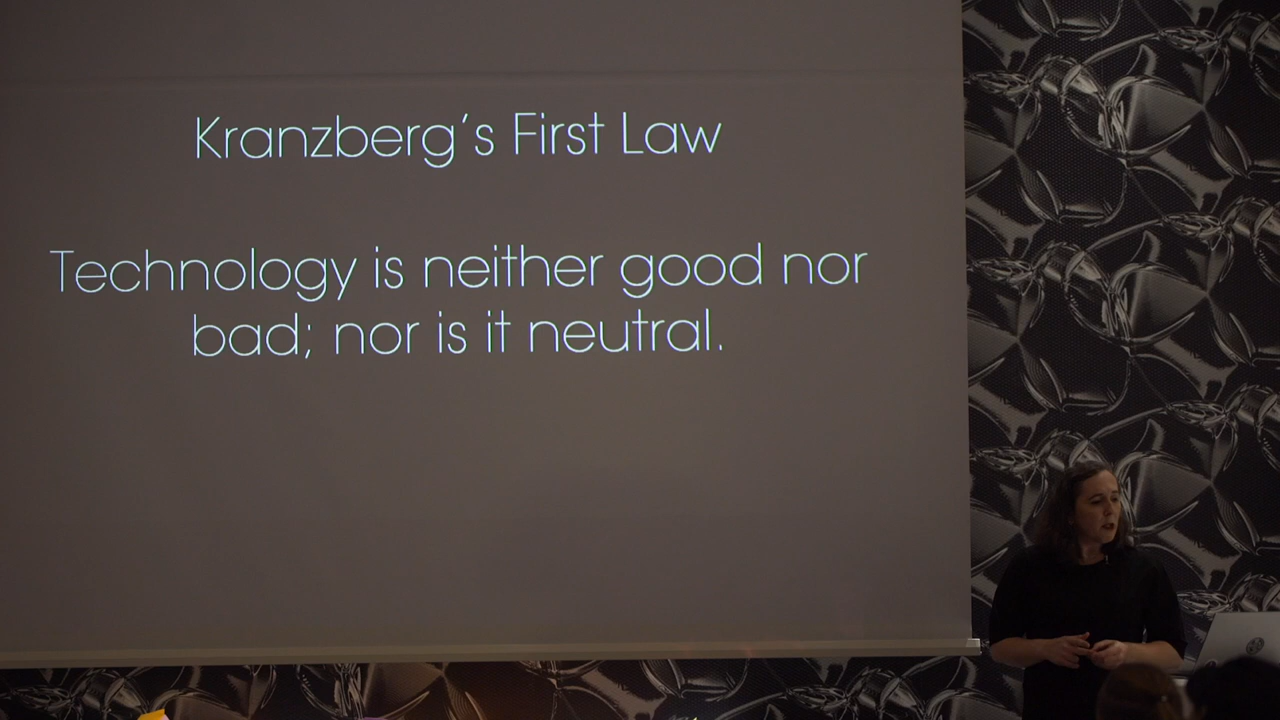 Kranzberg's First Law
Technology is neither good nor
bad; nor is it neutral.